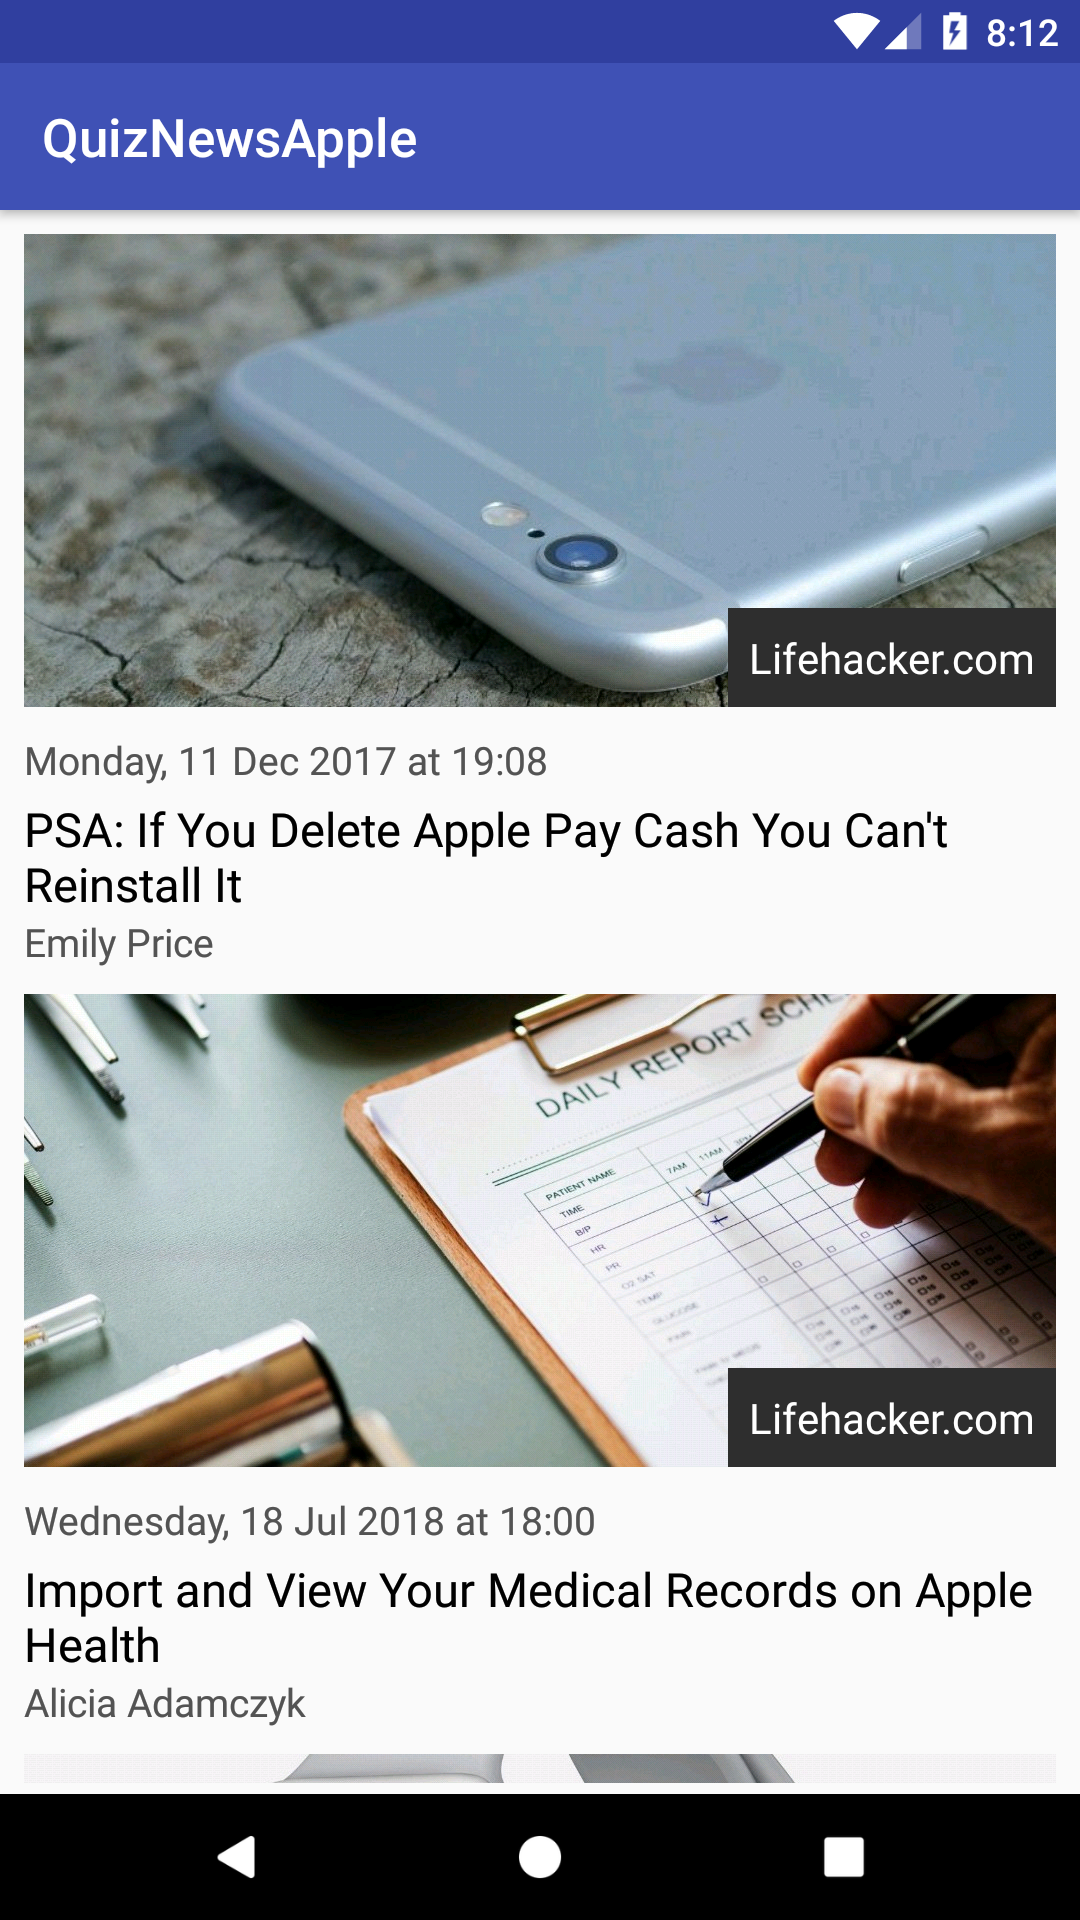 8:12
QuizNewsApple
Lifehacker.com
Monday, 11 Dec 2017 at 19:08
PSA: If You Delete Apple Pay Cash You Can't
Reinstall It
Emily Price
DAILY REPORT
PATIENT NAME
7AM 11AM
TIME
B/P
HR
PR
O2 SAT
TEMP
GLUCOSE
PAIN
Lifehacker.com
Wednesday, 18 Jul 2018 at 18:00
Import and View Your Medical Records on Apple
Health
Alicia Adamczyk